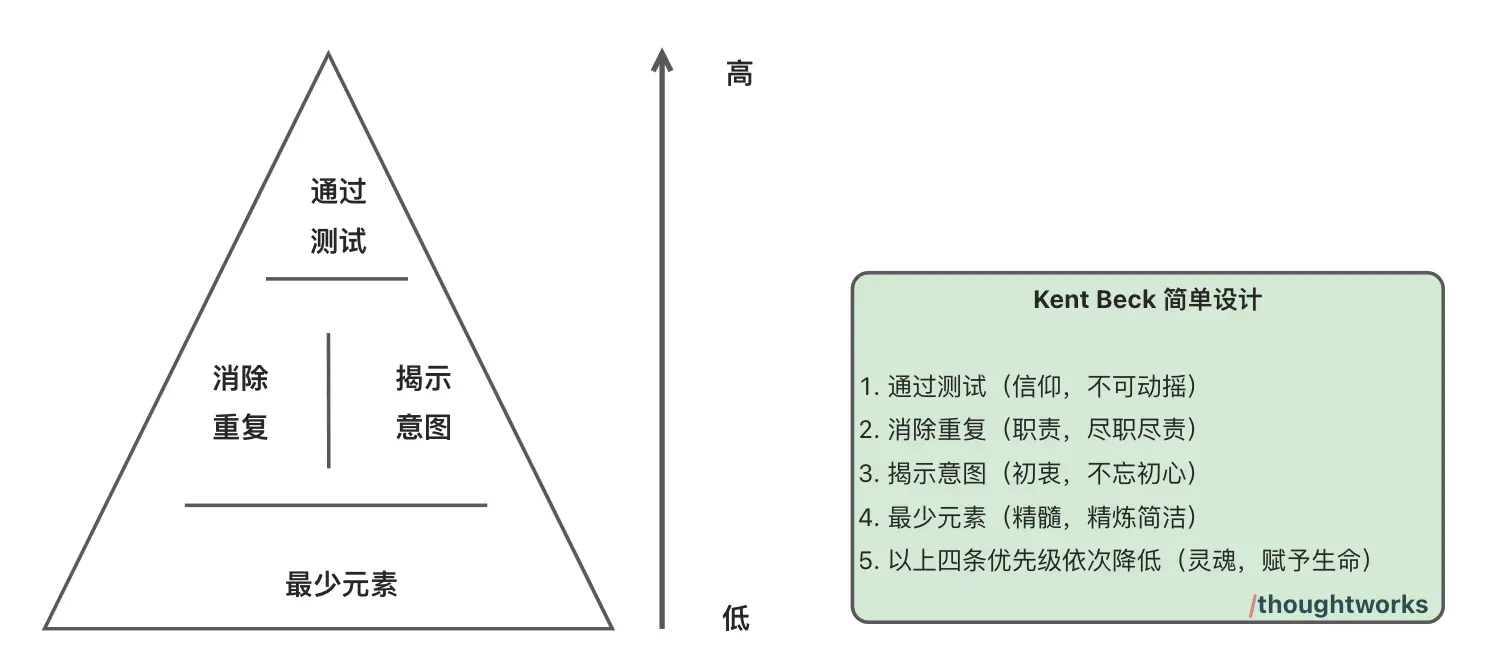 通过
测试
消除
重复
揭示
意图
最少元素
高
低
Kent Beck 简单设计
1. 通过测试（信仰，不可动摇）
2. 消除重复（职责，尽职尽责）
3. 揭示意图（初衷，不忘初心）
4. 最少元素（精髓，精炼简洁）
5. 以上四条优先级依次降低（灵魂，赋予生命）
/thoughtworks